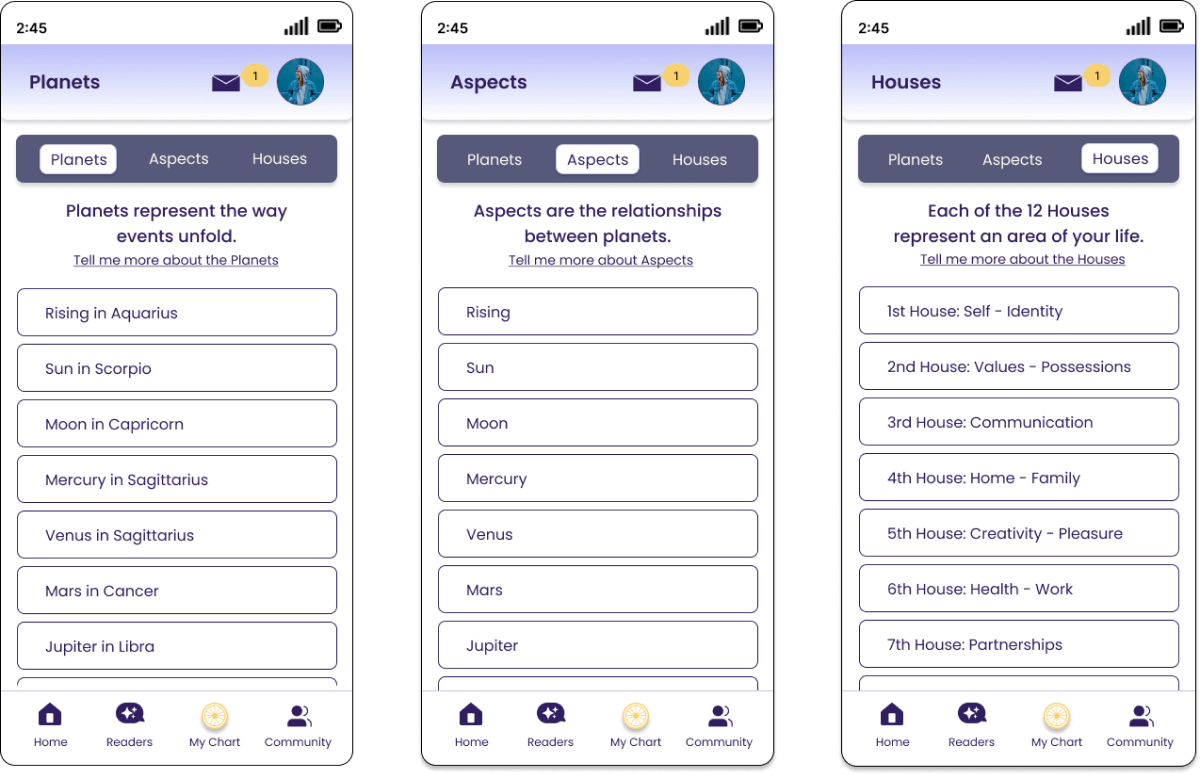 2:45
Planets
1
Planets Aspects Houses
Planets represent the way
events unfold.
Tell me more about the Planets
Rising in Aquarius
Sun in Scorpio
Moon in Capricorn
Mercury in Sagittarius
Venus in Sagittarius
Mars in Cancer
Jupiter in Libra
Home Readers My Chart Community
2:45
Aspects
1
Planets Aspects Houses
Aspects are the relationships
between planets.
Tell me more about Aspects
Rising
Sun
Moon
Mercury
Venus
Mars
Jupiter
Home Readers My Chart Community
2:45
Houses
1
Planets Aspects Houses
Each of the 12 Houses
represent an area of your life.
Tell me more about the Houses
1st House: Self - Identity
2nd House: Values - Possessions
3rd House: Communication
4th House: Home - Family
5th House: Creativity - Pleasure
6th House: Health - Work
7th House: Partnerships
Home Readers My Chart Community